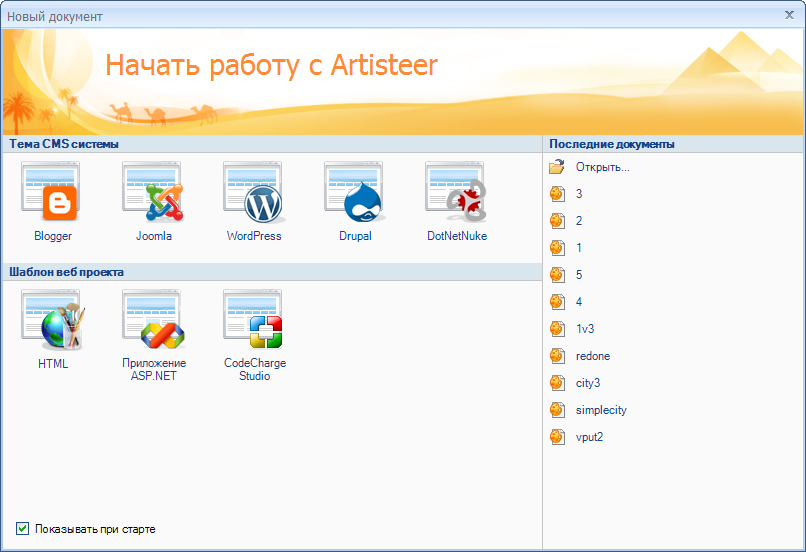 Новый документ
Начать работу с Artisteer
Тема CMS системы
Blogger
Joomla
WordPress
Drupal
DotNetNuke
Шаблон веб проекта
HTML
Приложение
ASP.NET
CodeCharge
Studio
Показывать при старте
Последние документы
Открыть...
3
2
1
5
4
1v3
redone
city3
simplecity
vput2